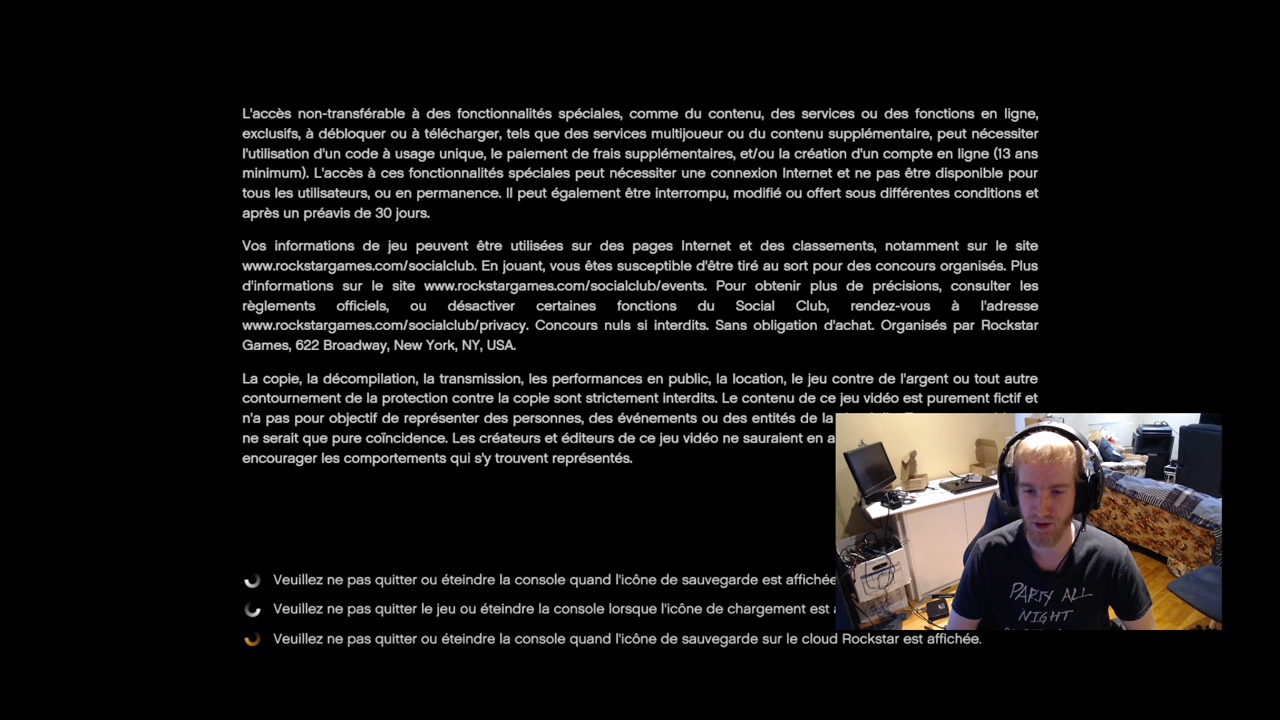 L'accès non-transférable à des fonctionnalités spéciales, comme du contenu, des services ou des fonctions en ligne,
exclusifs, à débloquer ou à télécharger, tels que des services multijoueur ou du contenu supplémentaire, peut nécessiter
l'utilisation d'un code à usage unique, le paiement de frais supplémentaires, et/ou la création d'un compte en ligne (13 ans
minimum). L'accès à ces fonctionnalités spéciales peut nécessiter une connexion Internet et ne pas être disponible pour
tous les utilisateurs, ou en permanence. Il peut également être interrompu, modifié ou offert sous différentes conditions et
après un préavis de 30 jours.
Vos informations de jeu peuvent être utilisées sur des pages Internet et des classements, notamment sur le site
www.rockstargames.com/socialclub. En jouant, vous êtes susceptible d'être tiré au sort pour des concours organisés. Plus
d'informations sur le site www.rockstargames.com/socialclub/events. Pour obtenir plus de précisions, consulter les
règlements officiels, ou désactiver certaines fonctions du Social Club, rendez-vous à l'adresse
www.rockstargames.com/socialclub/privacy. Concours nuls si interdits. Sans obligation d'achat. Organisés par Rockstar
Games, 622 Broadway, New York, NY, USA.
La copie, la décompilation, la transmission, les performances en public, la location, le jeu contre de l'argent ou tout autre
contournement de la protection contre la copie sont strictement interdits. Le contenu de ce jeu vidéo est purement fictif et
n'a pas pour objectif de représenter des personnes, des événements ou des entités de la
ne serait que pure coïncidence. Les créateurs et éditeurs de ce jeu vidéo ne sauraient en
encourager les comportements qui s'y trouvent représentés.
Veuillez ne pas quitter ou éteindre la console quand l'icône de sauvegarde est affichée
Veuillez ne pas quitter le jeu ou éteindre la console lorsque l'icône de chargement est
Veuillez ne pas quitter ou éteindre la console quand l'icône de sauvegarde sur le cloud Rockstar est affichée.
PARTY ALL
NIGHT